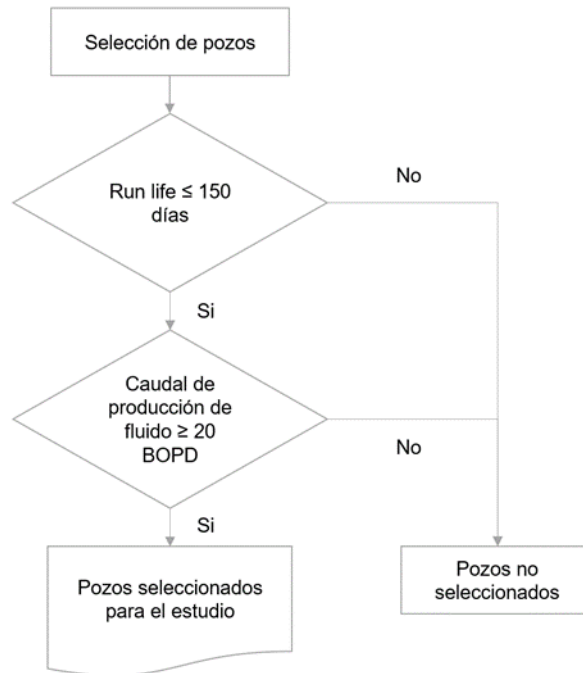 Selección de pozos
Run life ≤ 150
días
No
Si
Caudal de
producción de
fluido ≥ 20
BOPD
No
Si
Pozos seleccionados
para el estudio
Pozos no
seleccionados